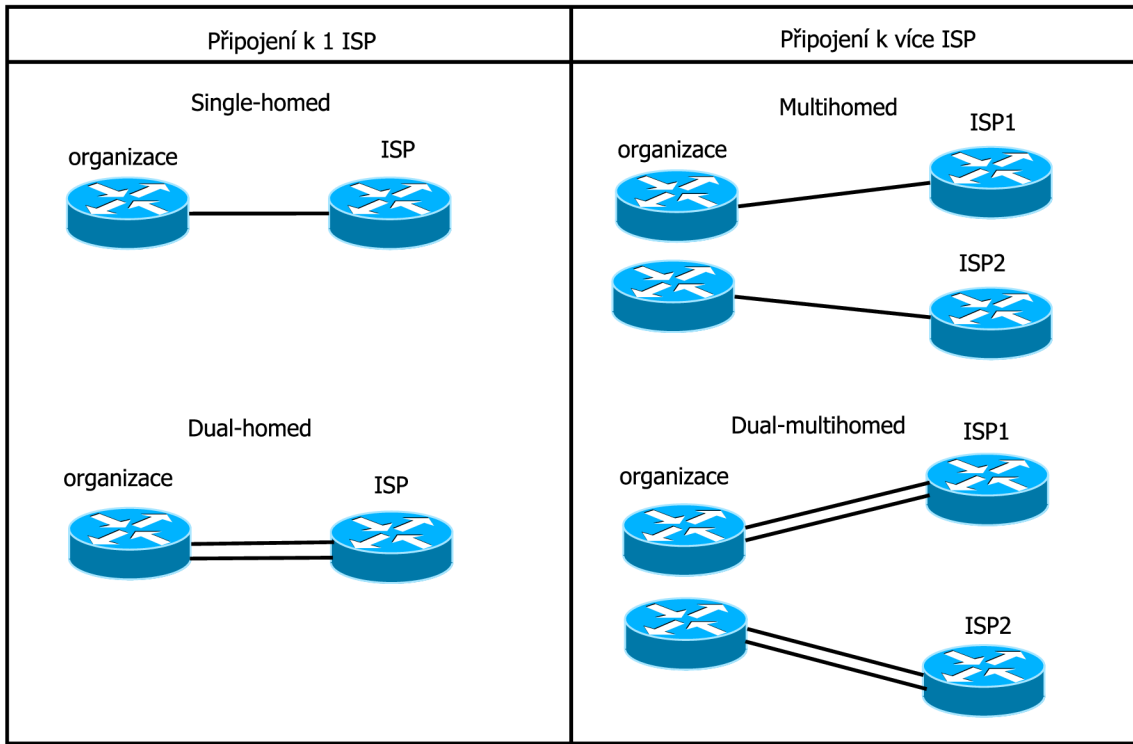 Připojení k 1 ISP
Připojení k více ISP
Single-homed
organizace
ISP
Multihomed
organizace
ISP1
ISP2
Dual-homed
organizace
ISP
Dual-multihomed
organizace
ISP1
ISP2